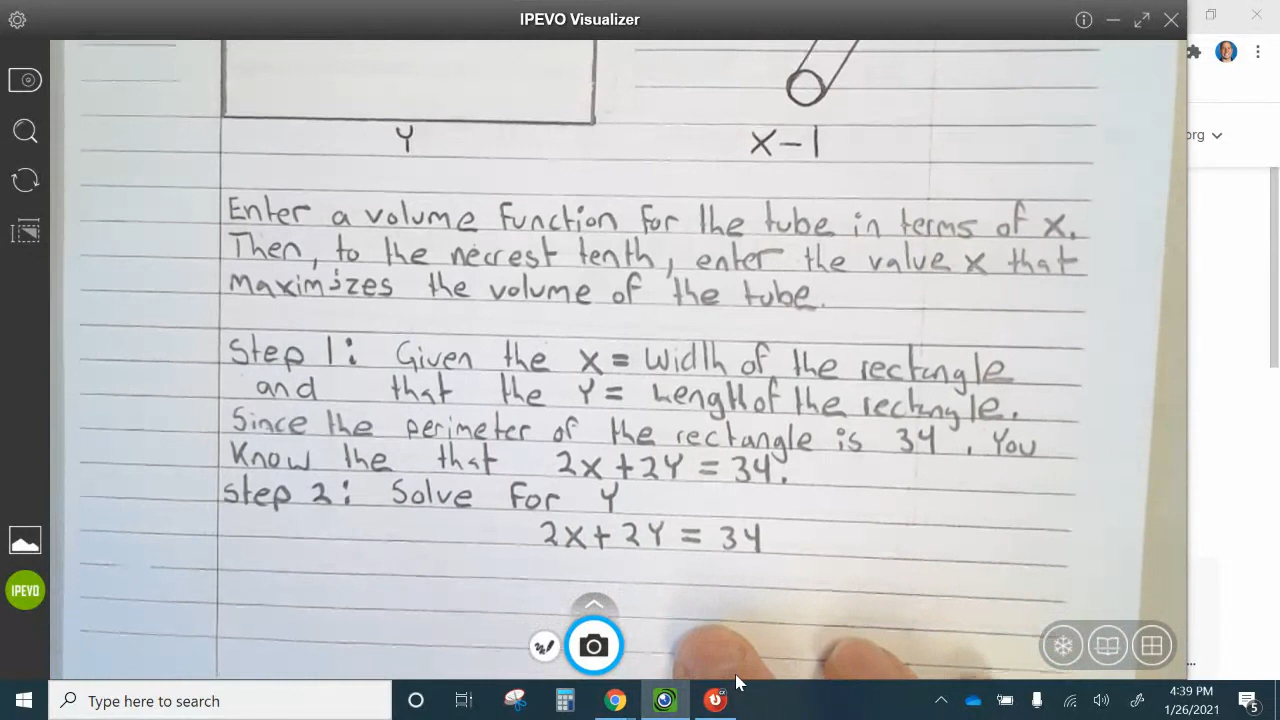 IPEVO Visualizer
org
Y
X-1
Enter a volume function for the tube in terms of x.
Then, to the necrest tenth, enter the value x that
maximizes the volume of the tube.
Step 1: Given the X = width of the rectangle
and that the Y = Length of the rectangle.
Since the perimeter of the rectangle is 34. You
Know the that 2X+2Y=34.
Step 2: Solve for Y
2X+2Y=34
IPEVO
Type here to search
4:39 PM
1/26/2021
5